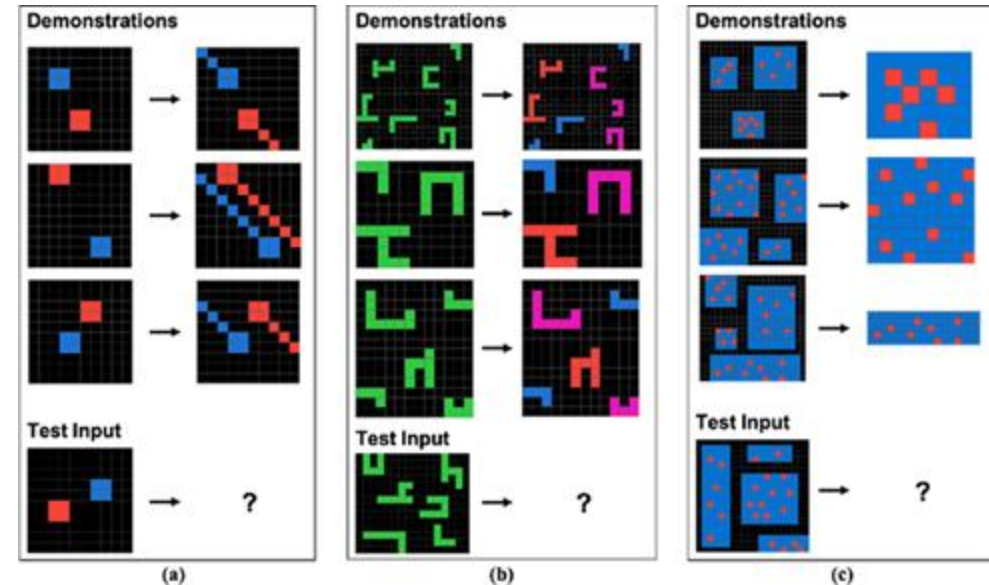 Demonstrations
Test Input
?
(a)
Demonstrations
Test Input
?
(b)
Demonstrations
Test Input
?
(c)